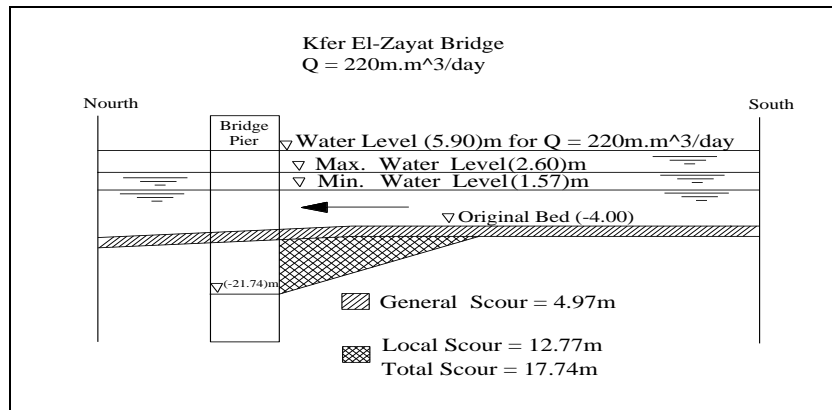 Kfer El-Zayat Bridge
Q = 220m.m^3/day
Nourth
South
Bridge
Pier
Water Level (5.90)m for Q = 220m.m^3/day
Max. Water Level(2.60)m
Min. Water Level(1.57)m
Original Bed (-4.00)
(-21.74)m
General Scour = 4.97m
Local Scour = 12.77m
Total Scour = 17.74m